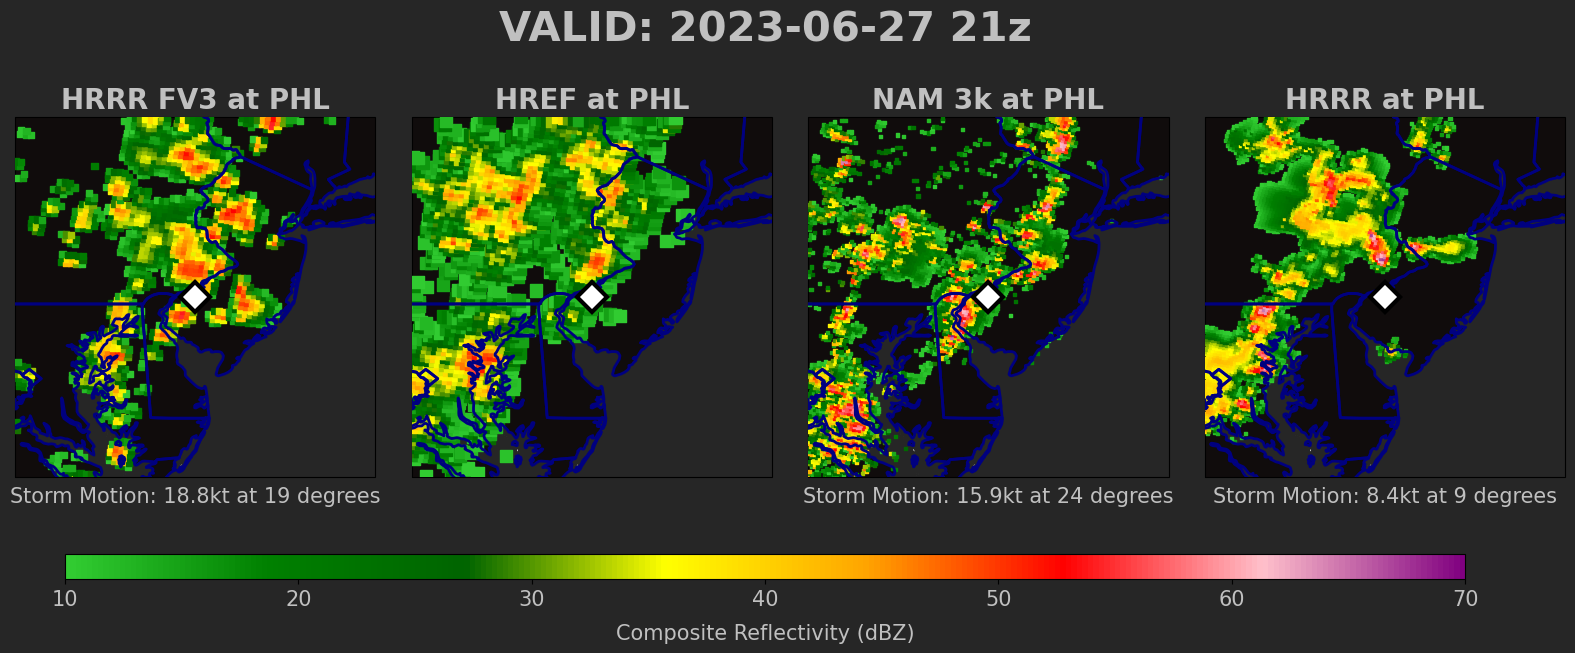 VALID: 2023-06-27 21z
HRRR FV3 at PHL
HREF at PHL
NAM 3k at PHL
HRRR at PHL
Storm Motion: 18.8kt at 19 degrees
Storm Motion: 15.9kt at 24 degrees
Storm Motion: 8.4kt at 9 degrees
10 20 30 40 50 60 70
Composite Reflectivity (dBZ)